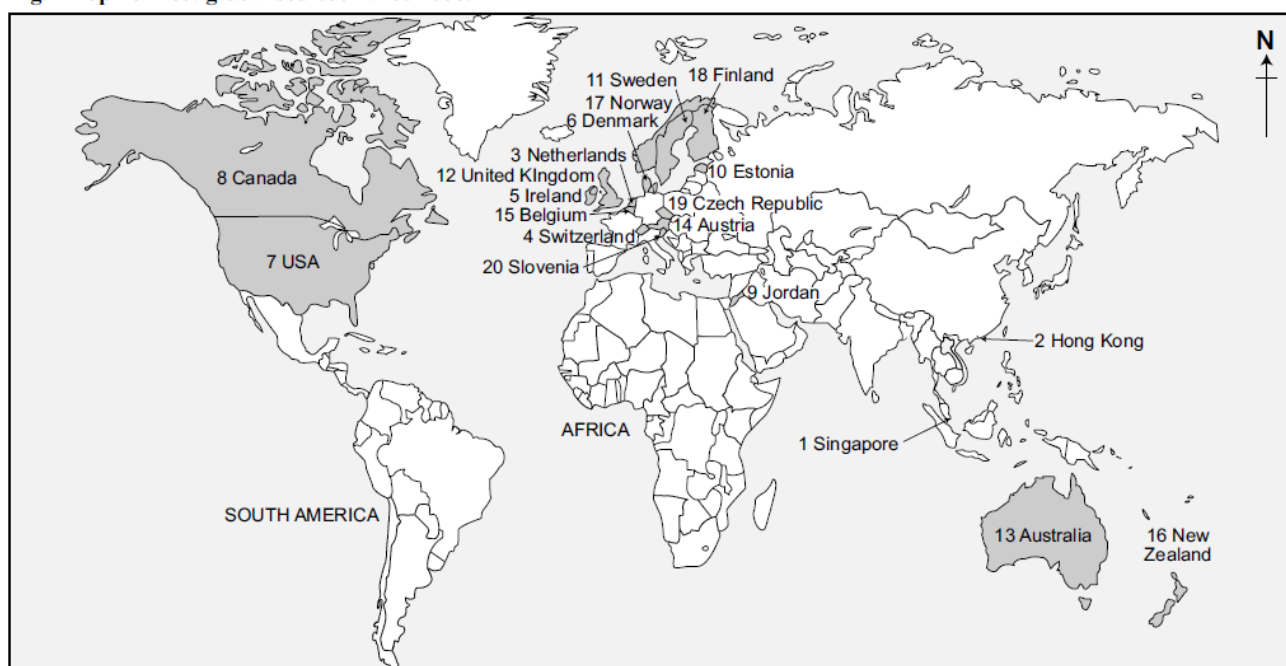 N
11 Sweden
18 Finland
17 Norway
6 Denmark
3 Netherlands
12 United KIngdom
10 Estonia
8 Canada
5 Ireland
19 Czech Republic
15 Belgium
14 Austria
4 Switzerland
7 USA
20 Slovenia
9 Jordan
2 Hong Kong
AFRICA
1 Singapore
SOUTH AMERICA
13 Australia
16 New
Zealand